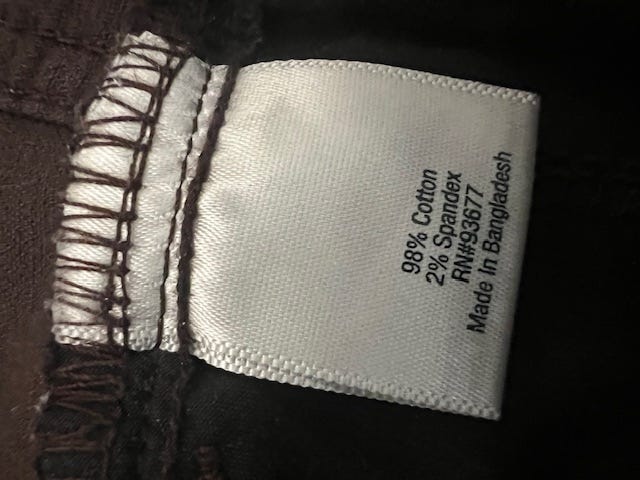 98% Cotton
2% Spandex
RN#93677
Made In Bangladesh